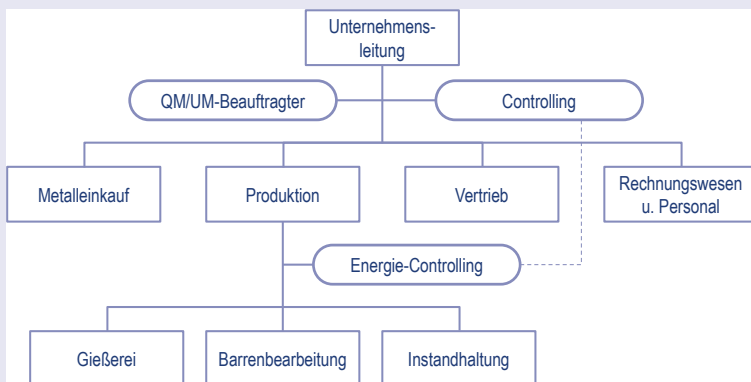 Unternehmens-
leitung
QM/UM-Beauftragter
Controlling
Metalleinkauf
Produktion
Vertrieb
Rechnungswesen
u. Personal
Energie-Controlling
Gießerei
Barrenbearbeitung
Instandhaltung